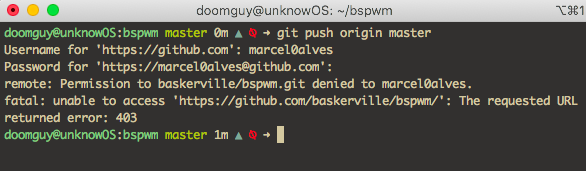 doomguy@unknowOS: ~/bspwm
⌥⌘1
doomguy@unknowOS:bspwm master 0m ▲ ➜ git push origin master
Username for 'https://github.com': marcel0alves
Password for 'https://marcel0alves@github.com':
remote: Permission to baskerville/bspwm.git denied to marcel0alves.
fatal: unable to access 'https://github.com/baskerville/bspwm/': The requested URL
returned error: 403
doomguy@unknowOS:bspwm master 1m ▲ ➜